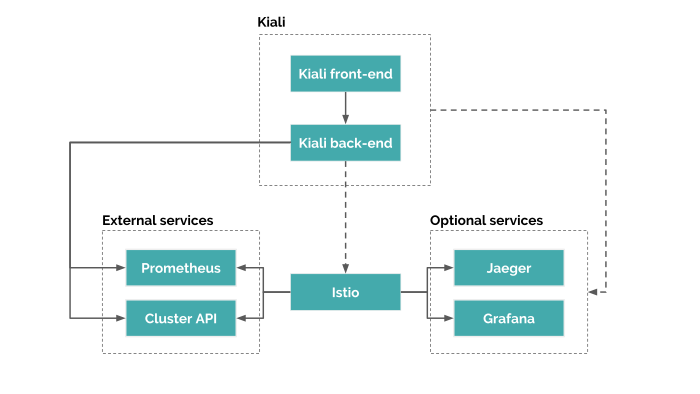 Kiali
Kiali front-end
Kiali back-end
External services
Optional services
Prometheus
Jaeger
Istio
Cluster API
Grafana